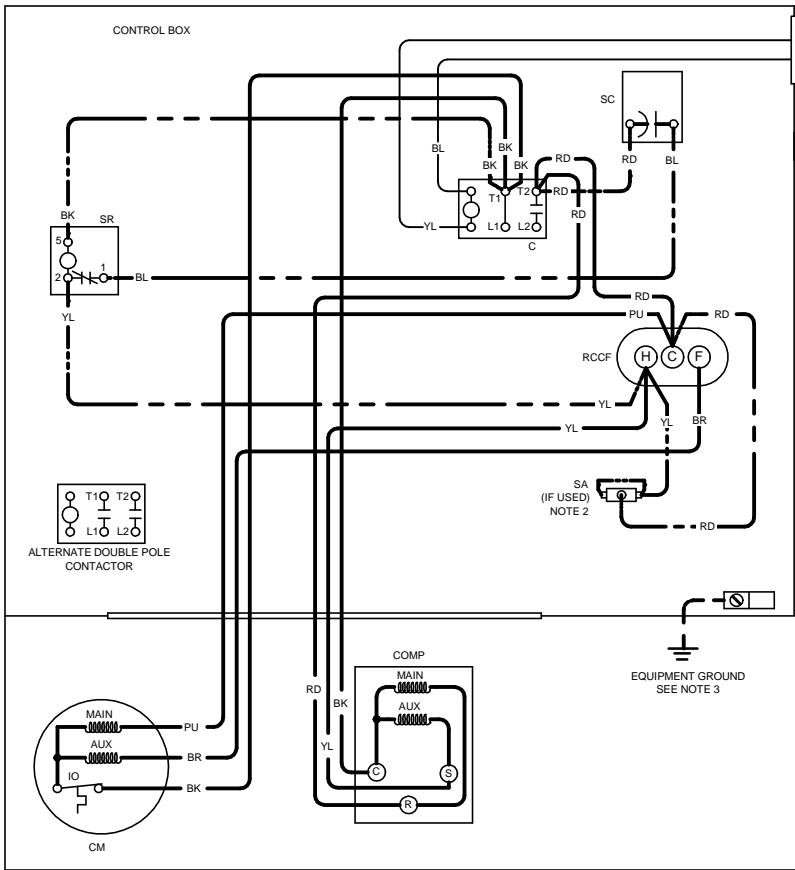 CONTROL BOX
SC
BL
BK
BK
BK
RD
RD
RD
BL
T1
T2
RD
BK
SR
YL
L1
L2
C
5
2
1
BL
YL
RD
PU
RD
RCCF
H
C
F
YL
YL
YL
BR
SA
(IF USED)
NOTE 2
RD
T1
T2
L1
L2
ALTERNATE DOUBLE POLE
CONTACTOR
EQUIPMENT GROUND
SEE NOTE 3
COMP
MAIN
RD
BK
AUX
MAIN
PU
AUX
YL
BR
C
S
IO
BK
R
CM